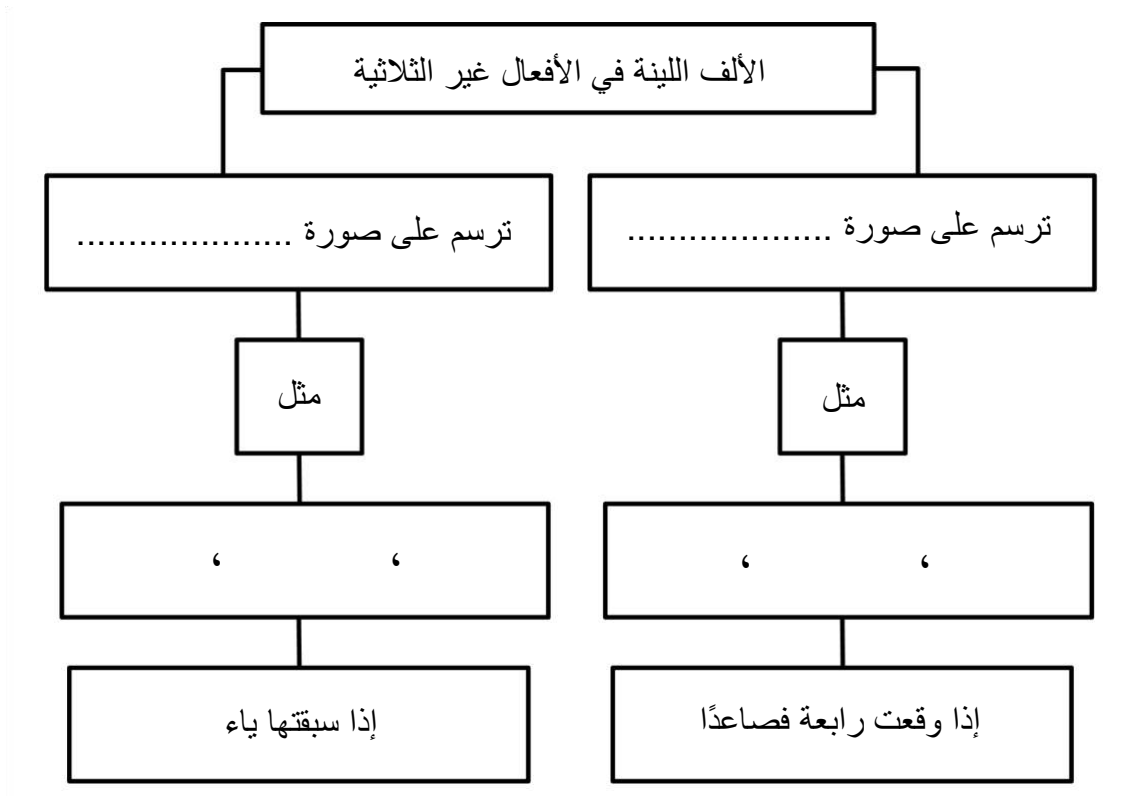 الألف اللينة في الأفعال غير الثلاثية
ترسم على صورة ....................
ترسم على صورة .....................
مثل
مثل
، ،
، ،
إذا وقعت رابعة فصاعدًا
إذا سبقتها ياء